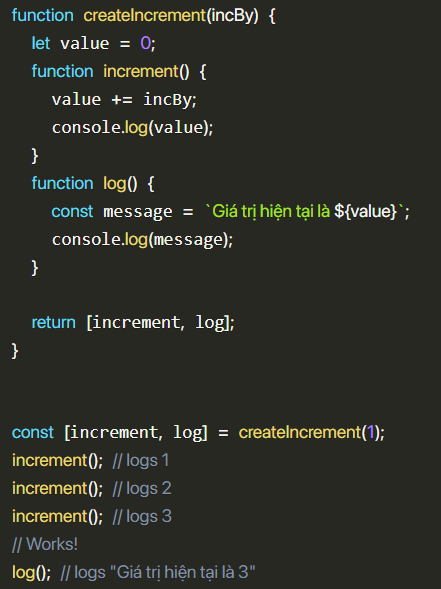 function createIncrement(incBy) {
  let value = 0;
  function increment() {
    value += incBy;
    console.log(value);
  }
  function log() {
    const message = `Giá trị hiện tại là ${value}`;
    console.log(message);
  }

  return [increment, log];
}

const [increment, log] = createIncrement(1);
increment(); // logs 1
increment(); // logs 2
increment(); // logs 3
// Works!
log(); // logs "Giá trị hiện tại là 3"